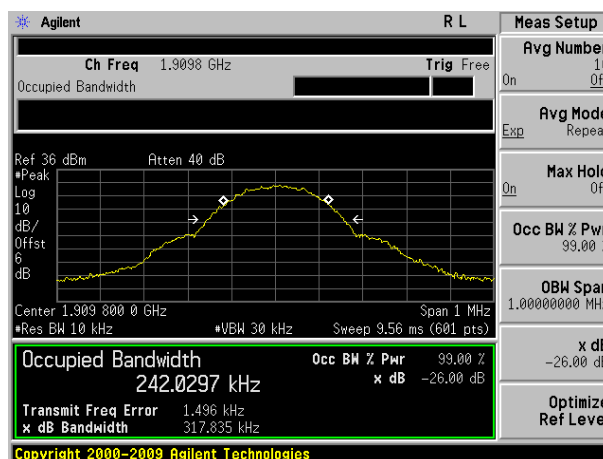 Agilent
R L
Meas Setup
Ch Freq 1.9098 GHz
Trig Free
Occupied Bandwidth
Avg Number
10
On Off
Avg Mode
Exp Repeat
Max Hold
On Off
Occ BW % Pwr
99.00
OBW Span
1.00000000 MHz
x dB
-26.00 dB
Optimize
Ref Level
Ref 36 dBm
Atten 40 dB
#Peak
Log
10
dB/
Offst
6
dB
Center 1.909 800 0 GHz
Span 1 MHz
#Res BW 10 kHz
#VBW 30 kHz
Sweep 9.56 ms (601 pts)
Occupied Bandwidth
242.0297 kHz
Occ BW % Pwr 99.00 %
x dB -26.00 dB
Transmit Freq Error 1.496 kHz
x dB Bandwidth 317.835 kHz
Copyright 2000-2009 Agilent Technologies